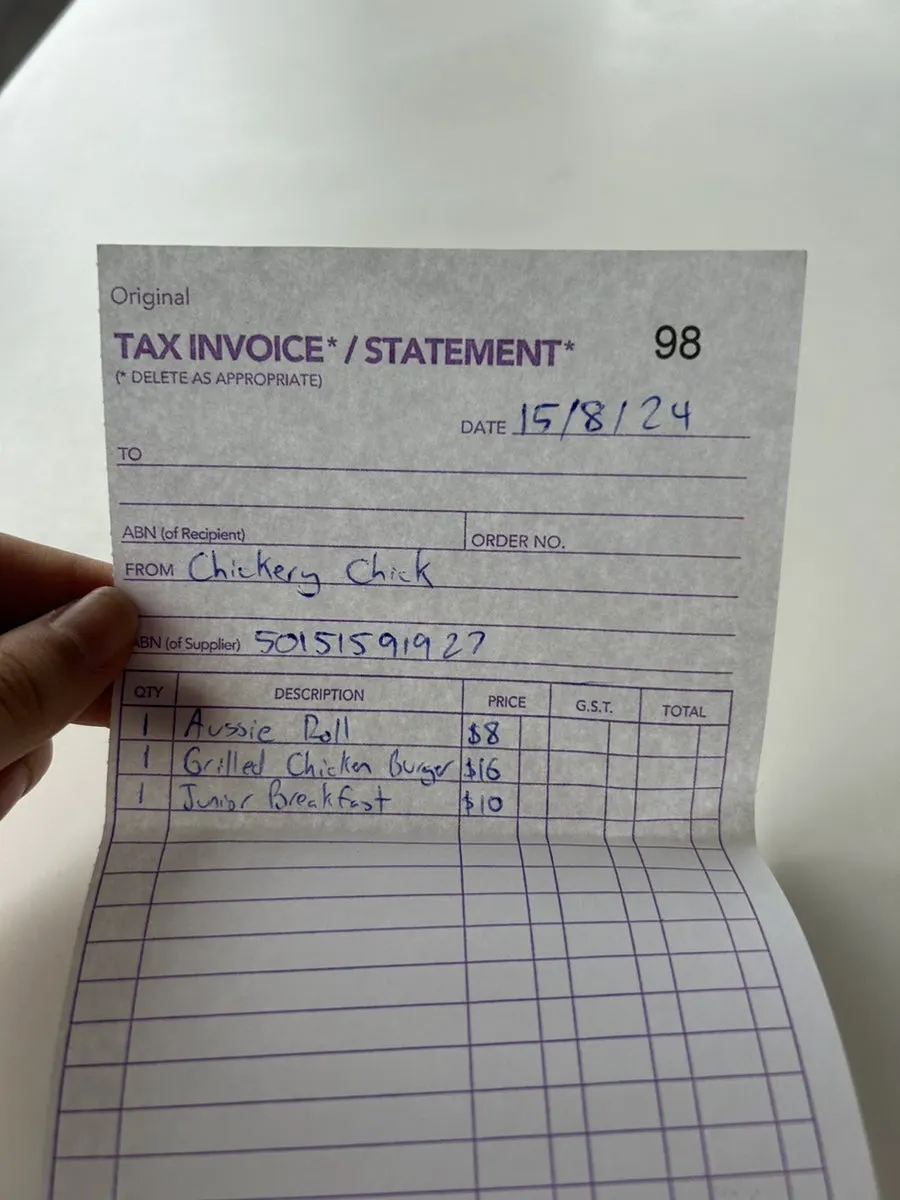 Original
TAX INVOICE* / STATEMENT* 98
(* DELETE AS APPROPRIATE)
DATE 15/8/24
TO
ABN (of Recipient) ORDER NO.
FROM Chickery Chick
ABN (of Supplier) 50151591927
QTY DESCRIPTION PRICE G.S.T. TOTAL
1 Aussie Roll $8
1 Grilled Chicken Burger $16
1 Junior Breakfast $10